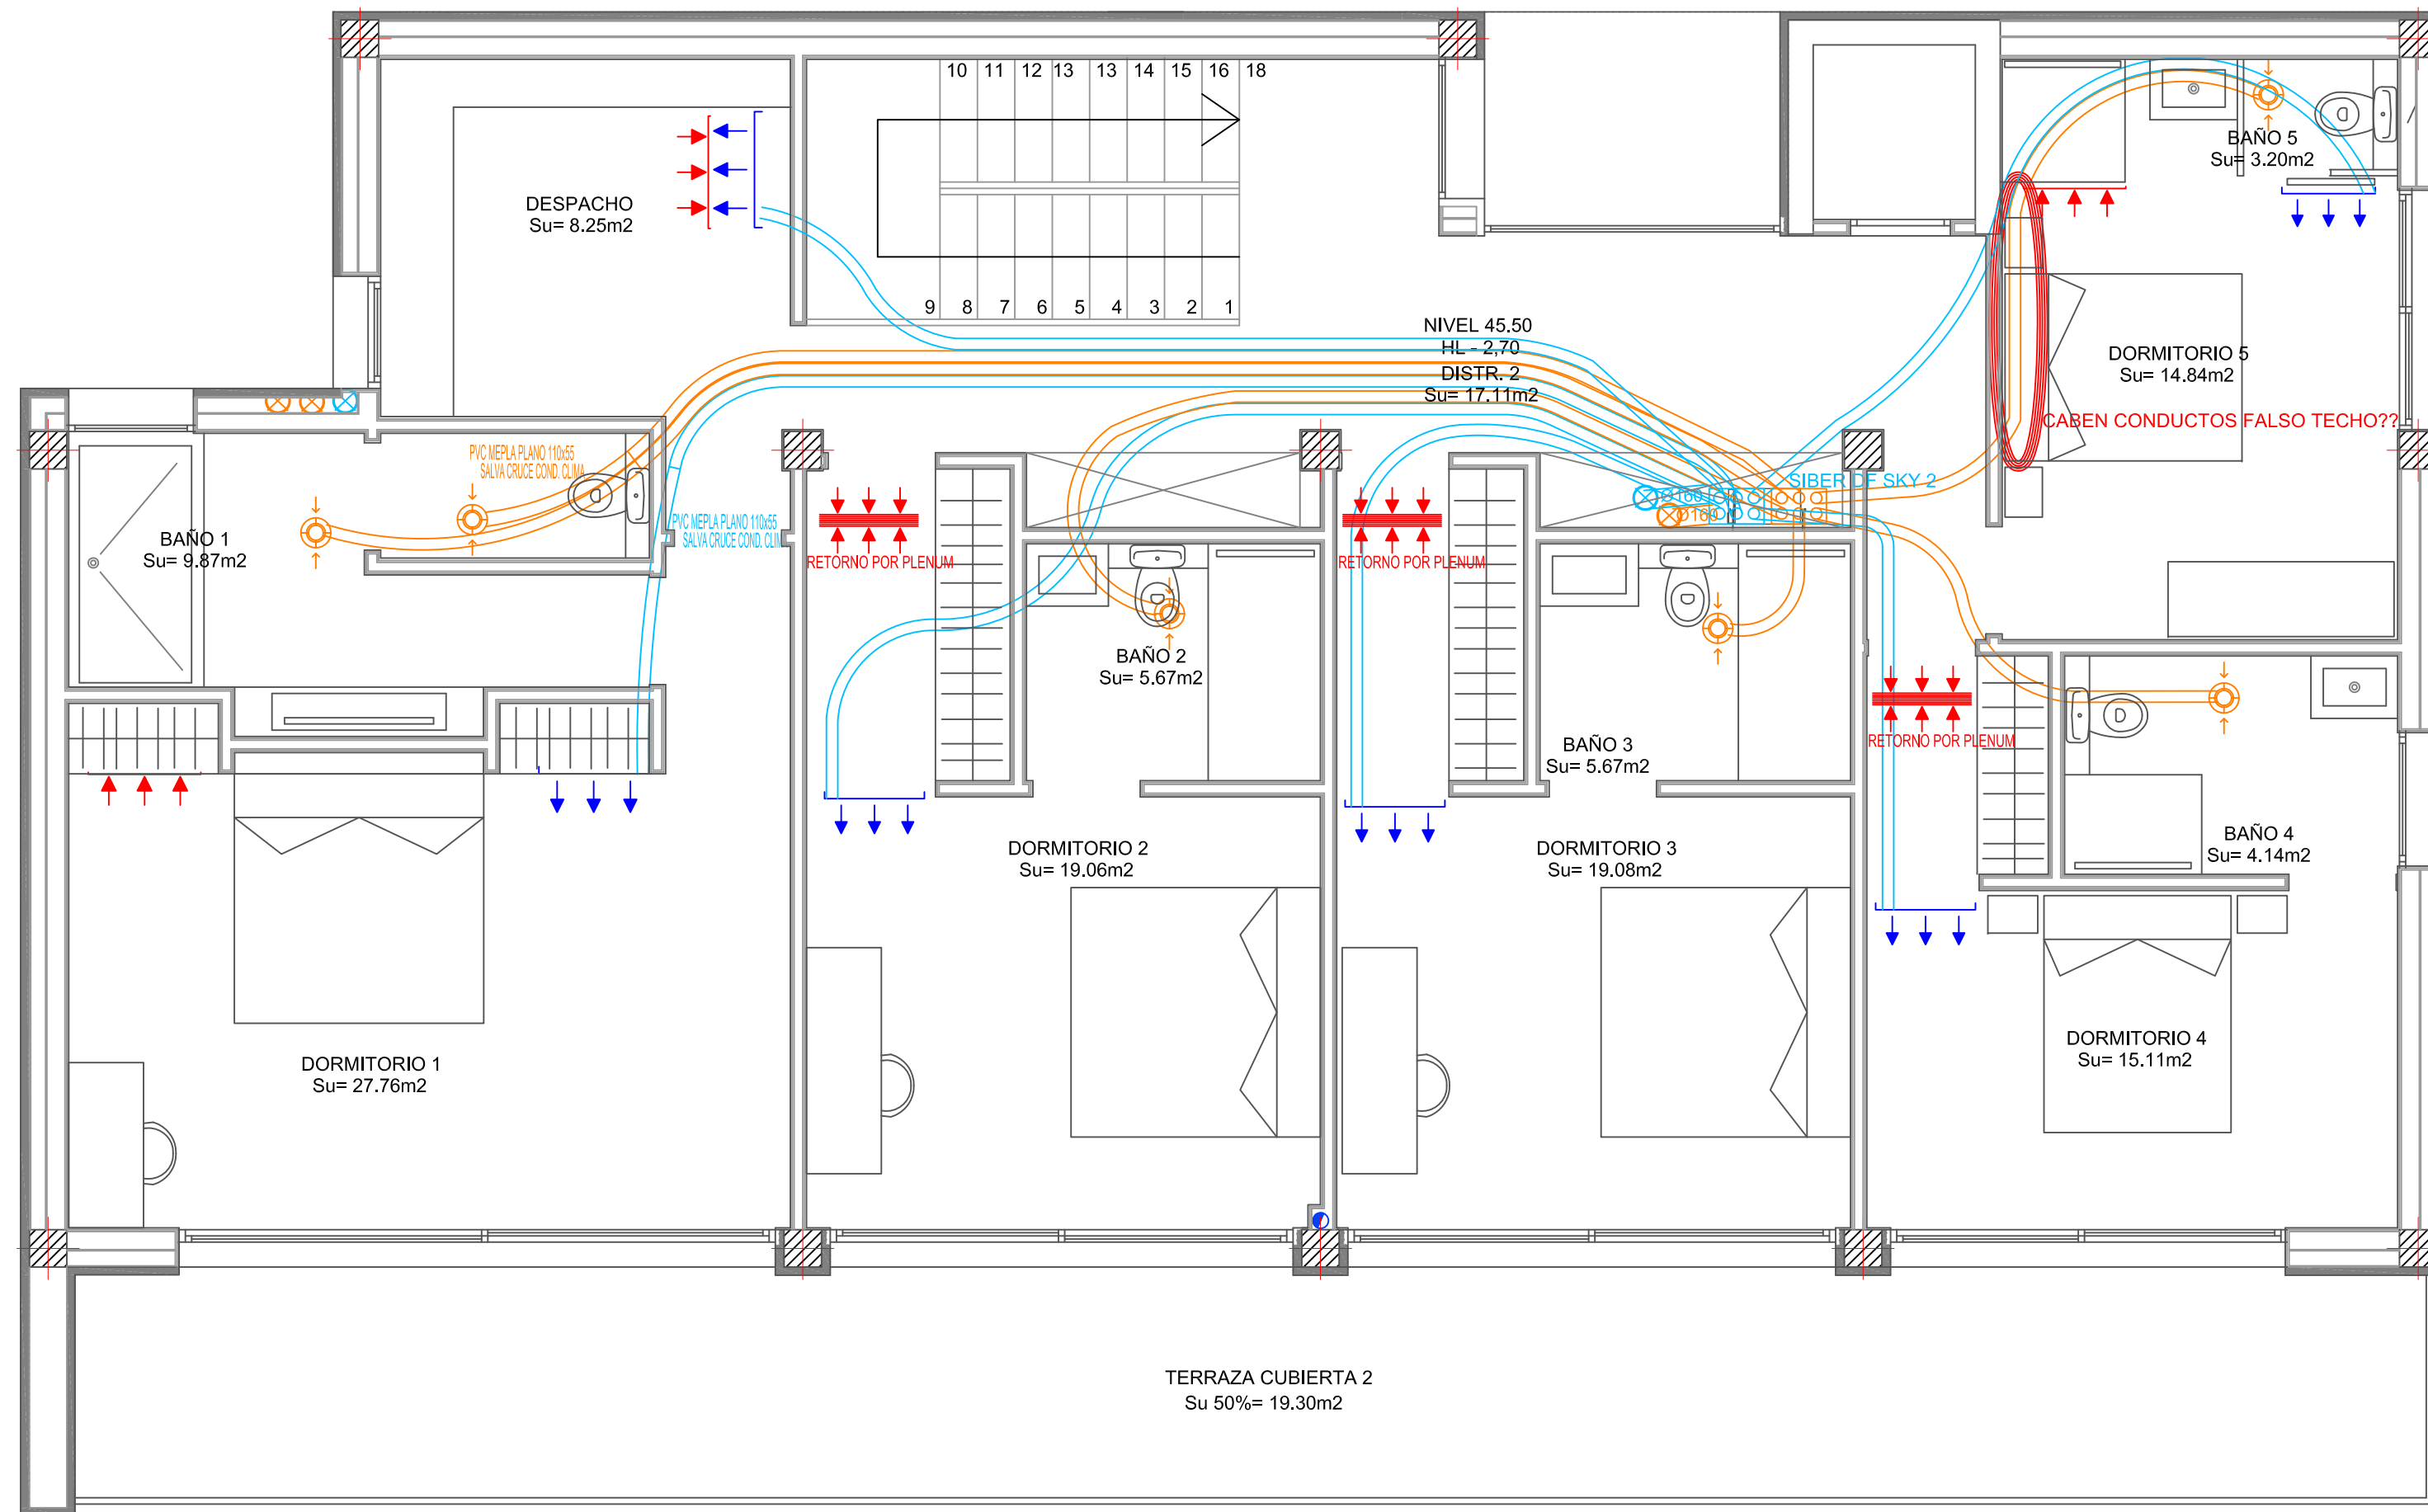 10 11 12 13 13 14 15 16 18
BAÑO 5
Su= 3.20m2
DESPACHO
Su= 8.25m2
9 8 7 6 5 4 3 2 1
NIVEL 45.50
HL - 2,70
DISTR. 2
Su= 17.11m2
DORMITORIO 5
Su= 14.84m2
CABEN CONDUCTOS FALSO TECHO??
PVC MEPLA PLANO 110x55
SALVA CRUCE COND. CLIMA
SIBER DF SKY 2
Ø160
Ø160
PVC MEPLA PLANO 110x55
SALVA CRUCE COND. CLIMA
BAÑO 1
Su= 9.87m2
RETORNO POR PLENUM
RETORNO POR PLENUM
BAÑO 2
Su= 5.67m2
BAÑO 3
Su= 5.67m2
RETORNO POR PLENUM
BAÑO 4
Su= 4.14m2
DORMITORIO 2
Su= 19.06m2
DORMITORIO 3
Su= 19.08m2
DORMITORIO 1
Su= 27.76m2
DORMITORIO 4
Su= 15.11m2
TERRAZA CUBIERTA 2
Su 50%= 19.30m2